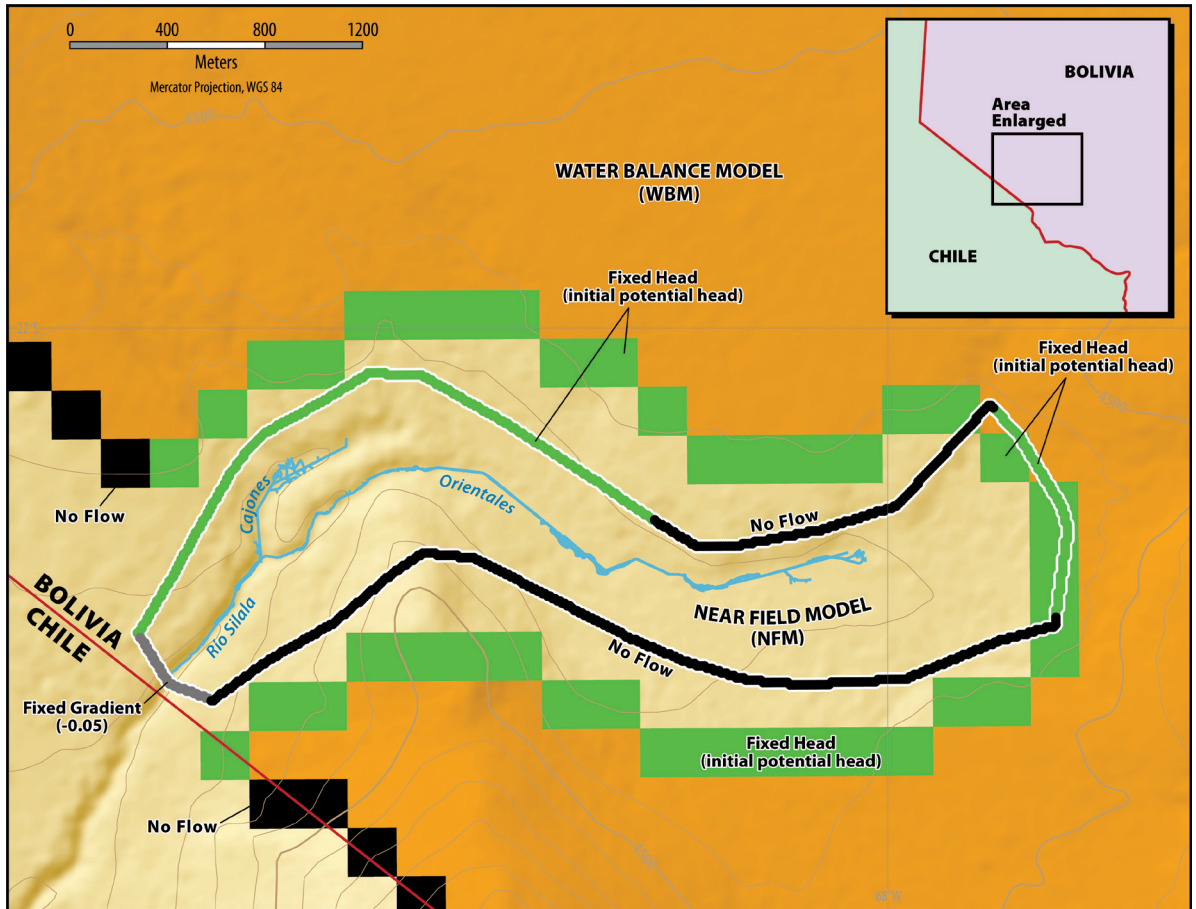 0 400 800 1200
Meters
Mercator Projection, WGS 84
BOLIVIA
Area
Enlarged
CHILE
WATER BALANCE MODEL
(WBM)
Fixed Head
(initial potential head)
22°S
Fixed Head
(initial potential head)
No Flow
Cajones
Orientales
No Flow
BOLIVIA
CHILE
Río Silala
NEAR FIELD MODEL
(NFM)
No Flow
Fixed Gradient
(-0.05)
Fixed Head
(initial potential head)
No Flow
68°W